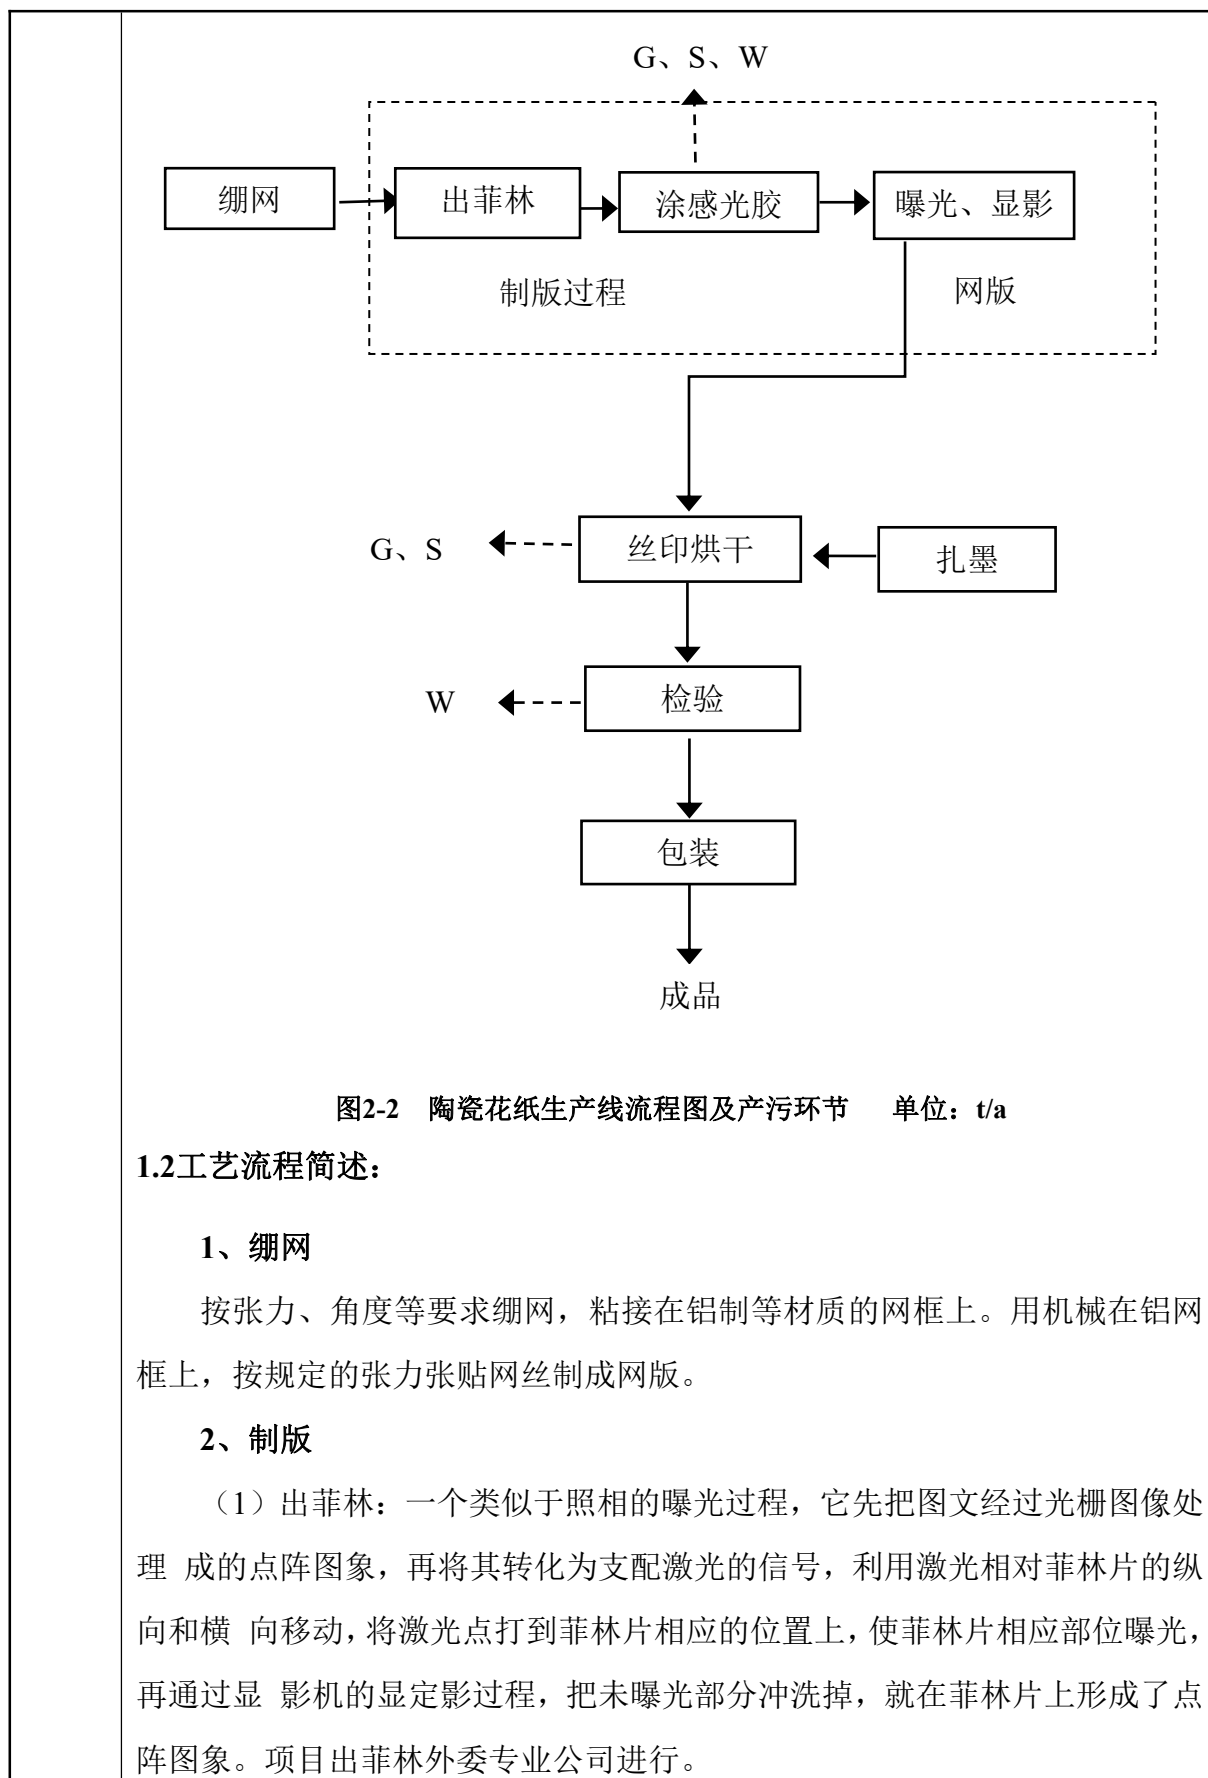 G、S、W
绷网
出菲林
涂感光胶
曝光、显影
制版过程
网版
G、S
丝印烘干
扎墨
W
检验
包装
成品
图2-2 陶瓷花纸生产线流程图及产污环节 单位：t/a
1.2工艺流程简述：
1、绷网
按张力、角度等要求绷网，粘接在铝制等材质的网框上。用机械在铝网
框上，按规定的张力张贴网丝制成网版。
2、制版
（1）出菲林：一个类似于照相的曝光过程，它先把图文经过光栅图像处
理 成的点阵图象，再将其转化为支配激光的信号，利用激光相对菲林片的纵
向和横 向移动，将激光点打到菲林片相应的位置上，使菲林片相应部位曝光，
再通过显 影机的显定影过程，把未曝光部分冲洗掉，就在菲林片上形成了点
阵图象。项目出菲林外委专业公司进行。